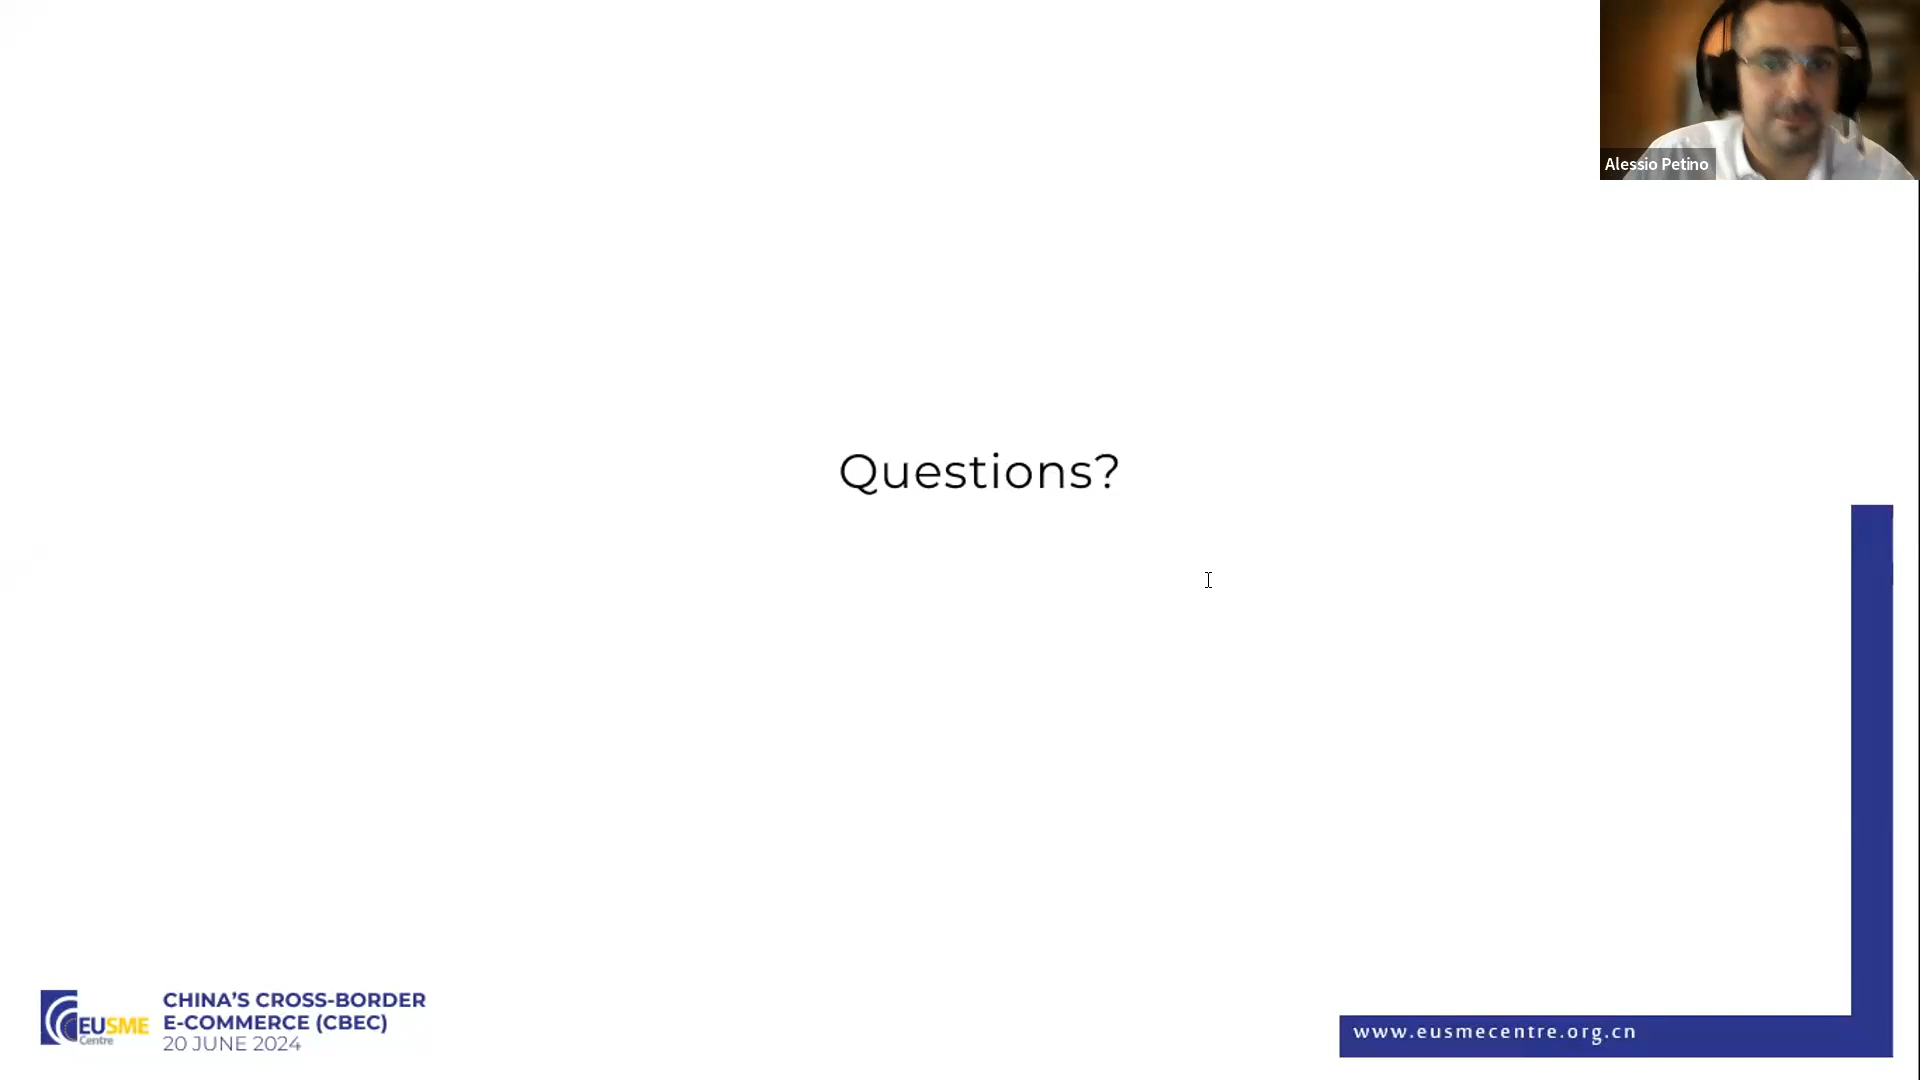 Alessio Petino
Questions?
EUSME
Centre
CHINA'S CROSS-BORDER
E-COMMERCE (CBEC)
20 JUNE 2024
www.eusmecentre.org.cn